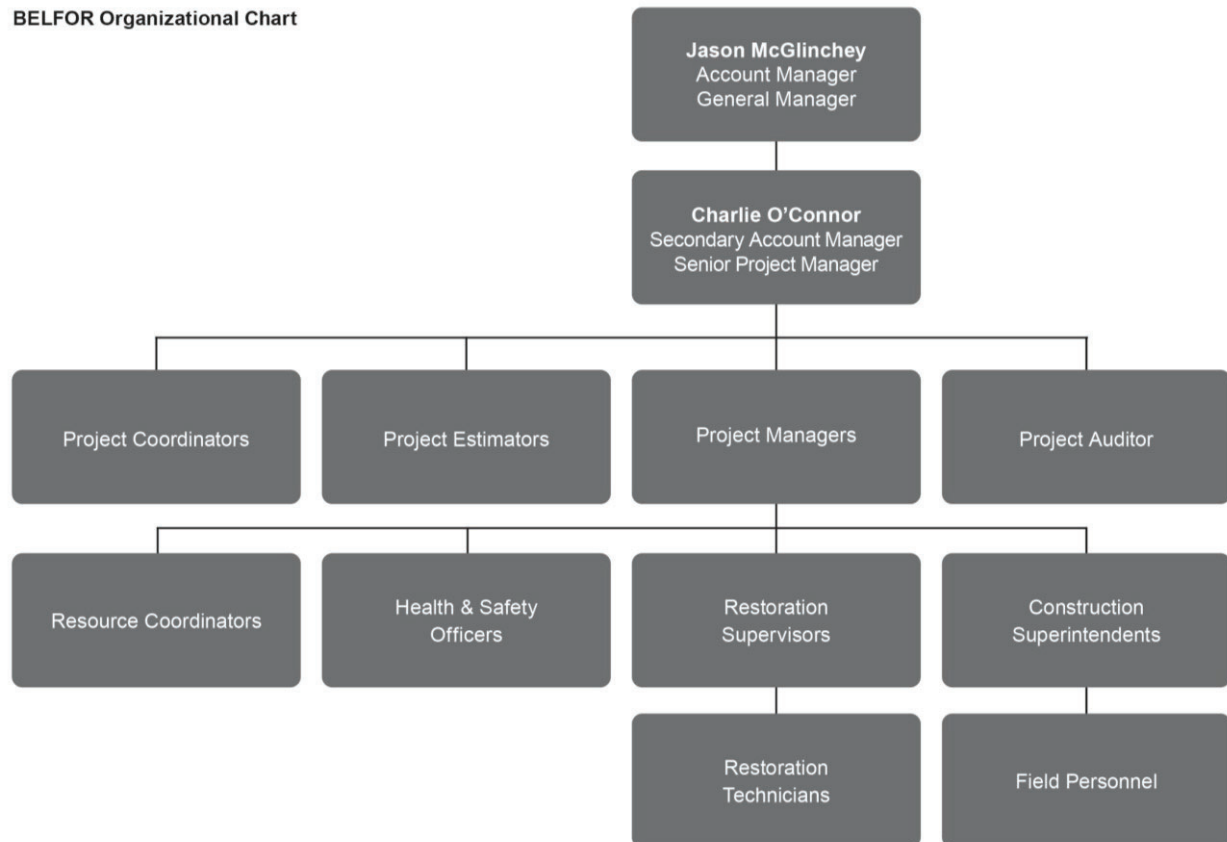 BELFOR Organizational Chart
Jason McGlinchey
Account Manager
General Manager
Charlie O’Connor
Secondary Account Manager
Senior Project Manager
Project Coordinators
Project Estimators
Project Managers
Project Auditor
Resource Coordinators
Health & Safety
Officers
Restoration
Supervisors
Construction
Superintendents
Restoration
Technicians
Field Personnel